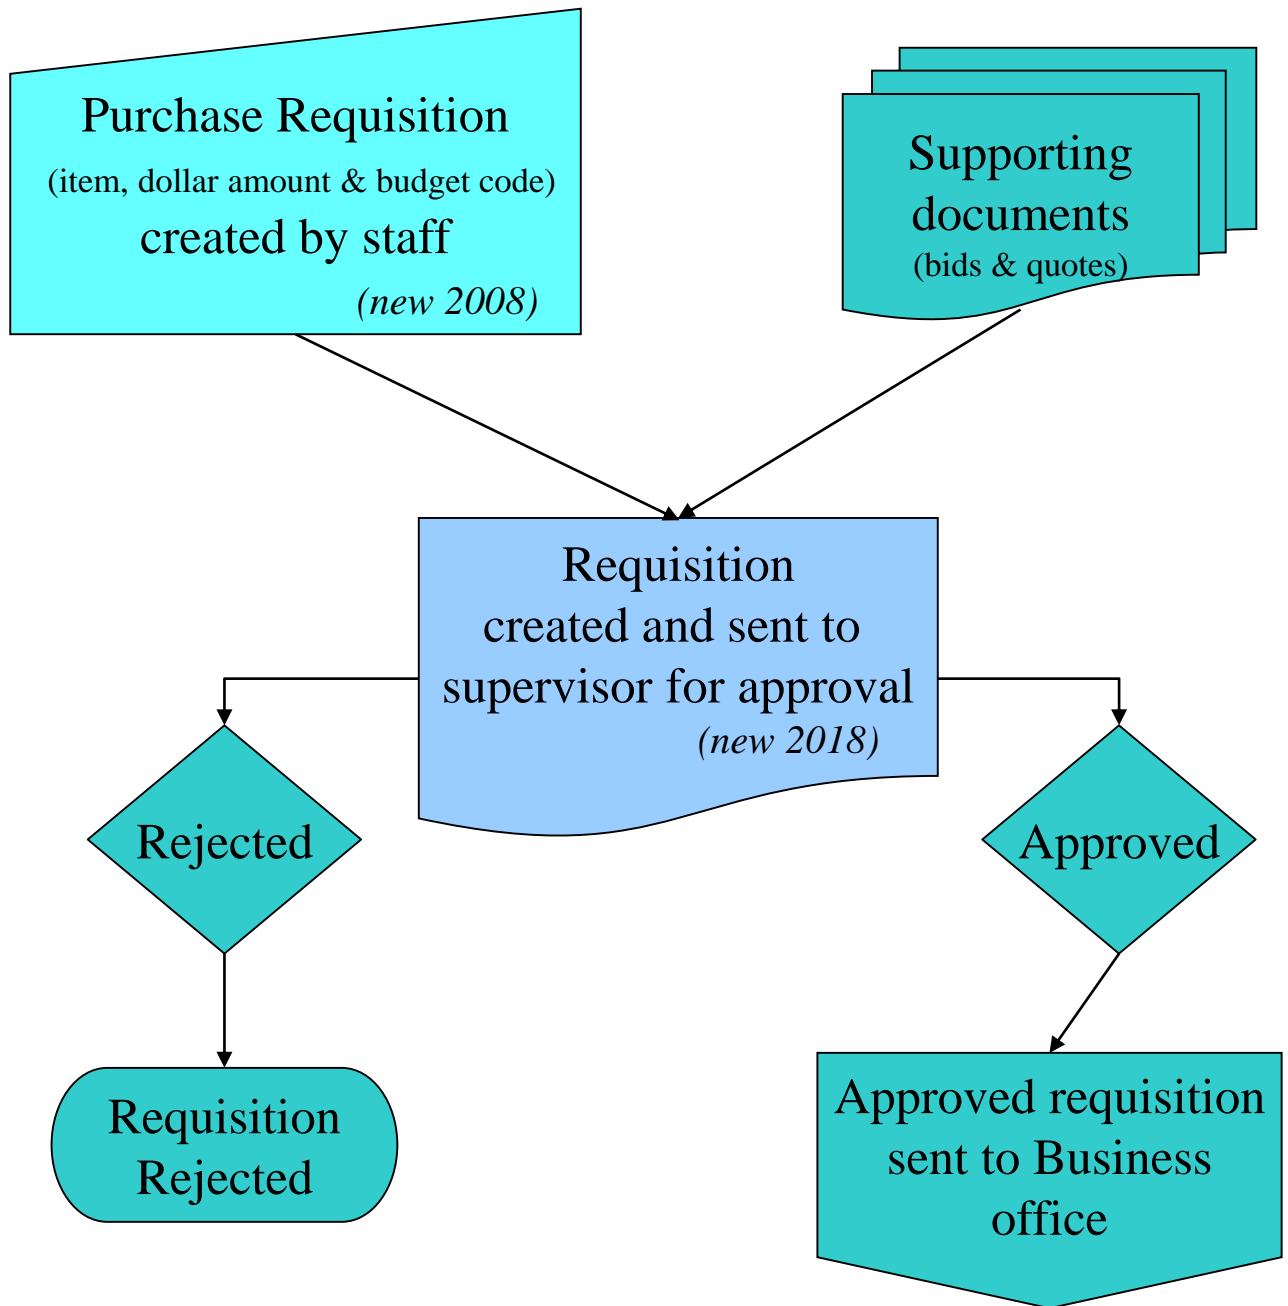 Purchase Requisition
(item, dollar amount & budget code)
created by staff
(new 2008)
Supporting
documents
(bids & quotes)
Requisition
created and sent to
supervisor for approval
(new 2018)
Rejected
Approved
Requisition
Rejected
Approved requisition
sent to Business
office